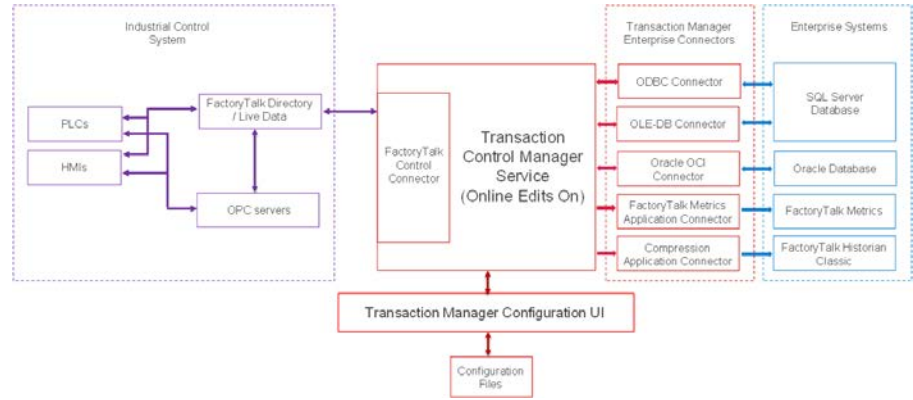 Industrial Control
System
PLCs
HMIs
FactoryTalk Directory
/ Live Data
OPC servers
FactoryTalk
Control
Connector
Transaction
Control Manager
Service
(Online Edits On)
Transaction Manager
Enterprise Connectors
ODBC Connector
OLE-DB Connector
Oracle OCI
Connector
FactoryTalk Metrics
Application Connector
Compression
Application Connector
Enterprise Systems
SQL Server
Database
Oracle Database
FactoryTalk Metrics
FactoryTalk Historian
Classic
Transaction Manager Configuration UI
Configuration
Files